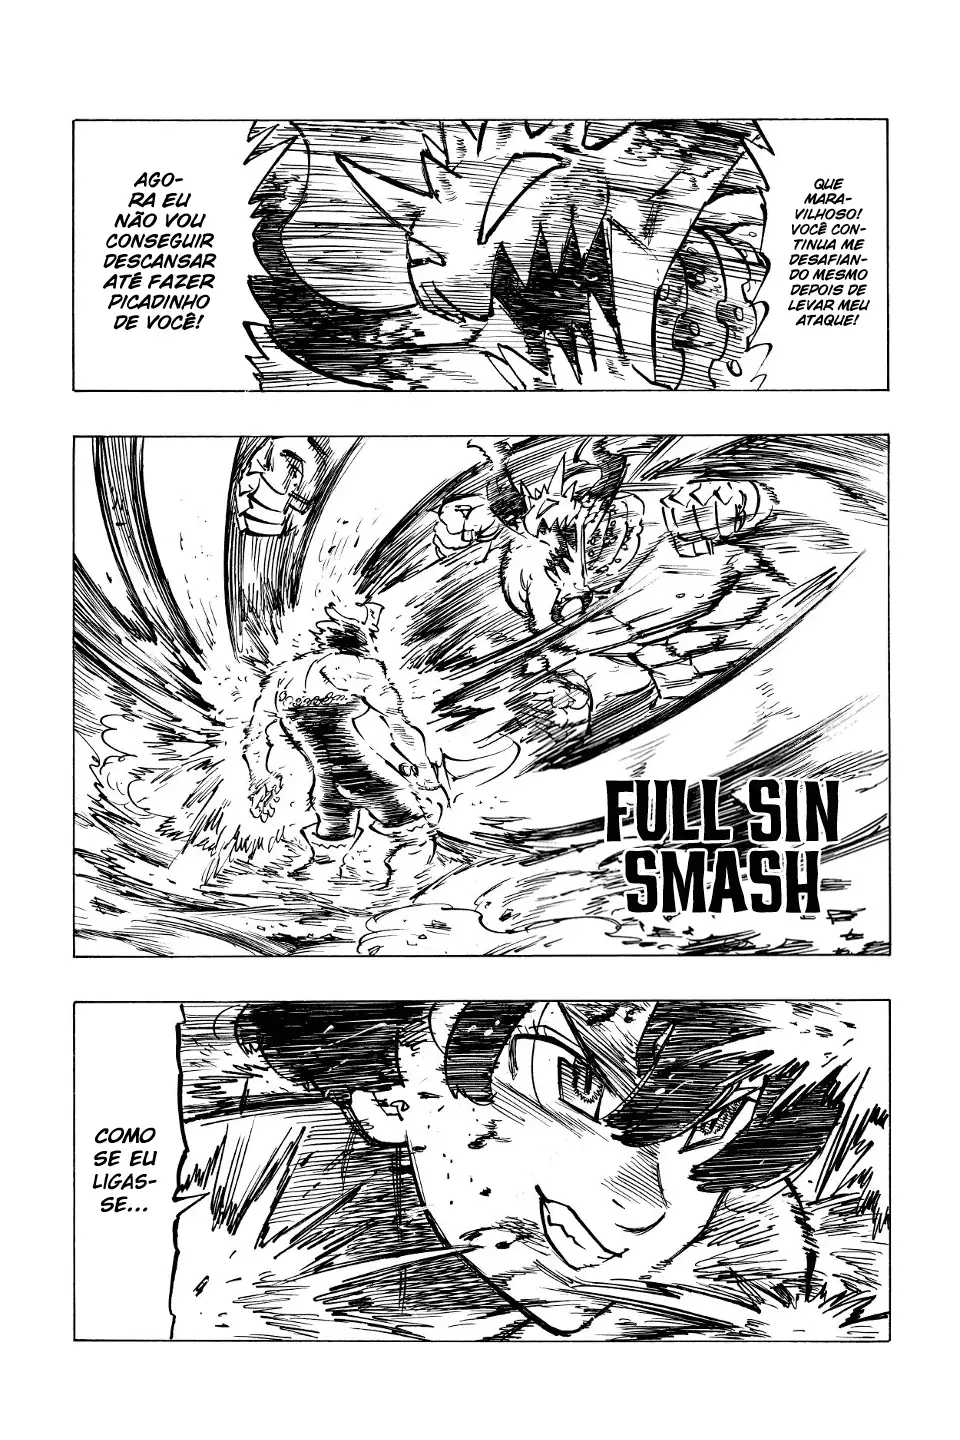 QUE
MARA-
VILHOSO!
VOCÊ CON-
TINUA ME
DESAFIAN-
DO MESMO
DEPOIS DE
LEVAR MEU
ATAQUE!
AGO-
RA EU
NÃO VOU
CONSEGUIR
DESCANSAR
ATÉ FAZER
PICADINHO
DE VOCÊ!
FULL SIN
SMASH
COMO
SE EU
LIGAS-
SE...